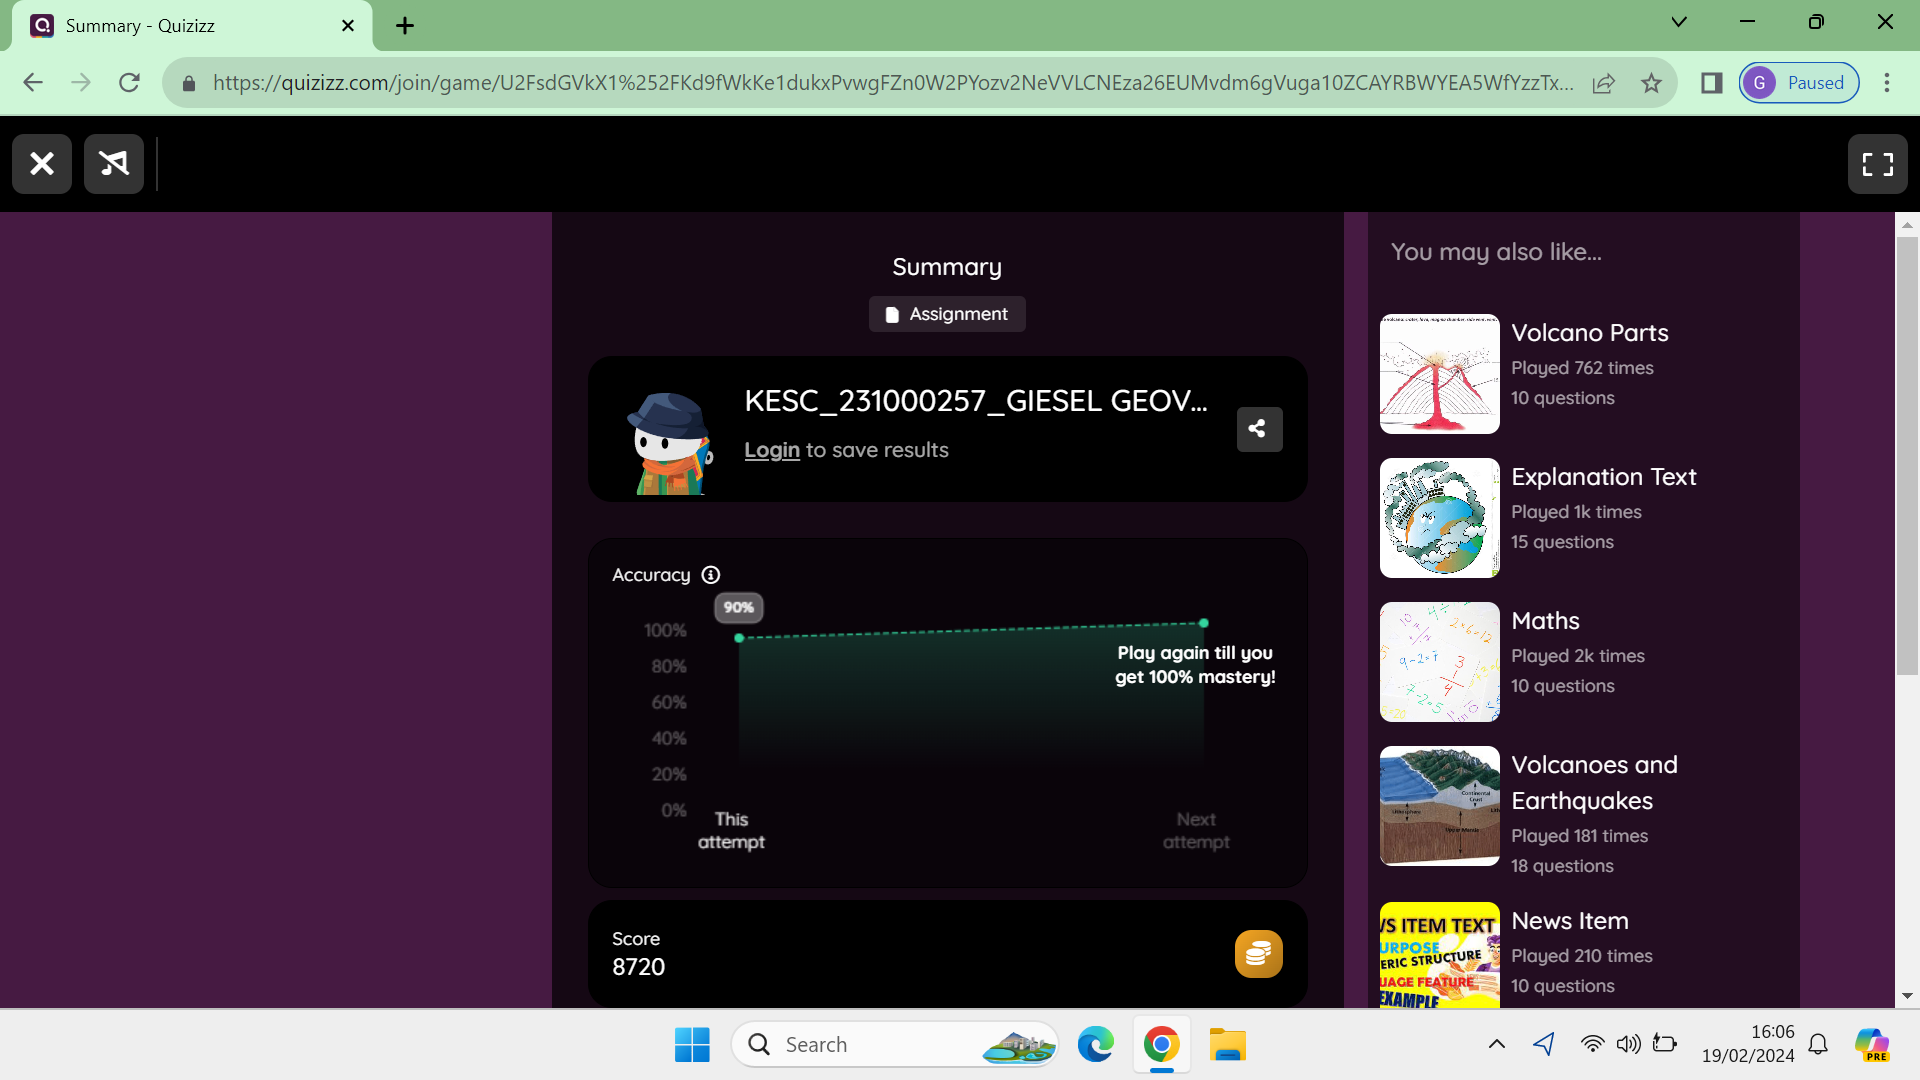 Summary - Quizizz
https://quizizz.com/join/game/U2FsdGVkX1%252FKd9fWkKe1dukxPvwgFZn0W2PYozv2NeVVLCNEza26EUMvdm6gVuga10ZCAYRBWYEA5WfYzzTx...
G
Paused
Summary
Assignment
KESC_231000257_GIESEL GEOV...
Login to save results
Accuracy
90%
100%
80%
60%
40%
20%
0%
Play again till you
get 100% mastery!
This
attempt
Next
attempt
Score
8720
You may also like...
Volcano Parts
Played 762 times
10 questions
Explanation Text
Played 1k times
15 questions
Maths
Played 2k times
10 questions
Volcanoes and
Earthquakes
Played 181 times
18 questions
Continental
Crust
VS ITEM TEXT
URPOSE
ERIC STRUCTURE
UAGE FEATURE
EXAMPLE
News Item
Played 210 times
10 questions
Search
16:06
19/02/2024
PRE